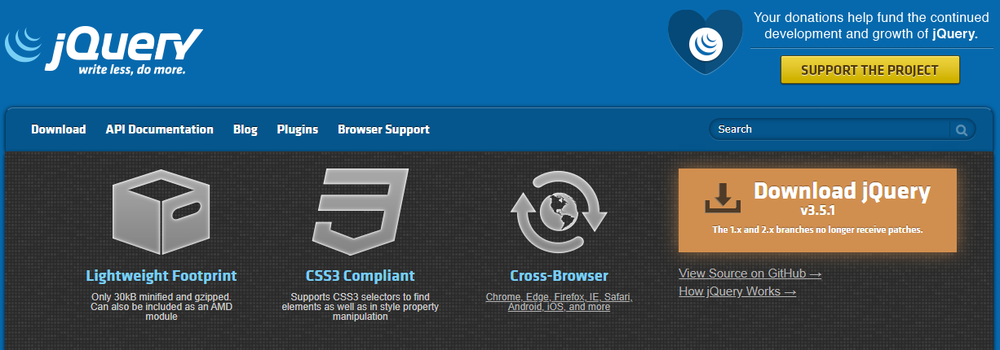 jQuery
write less, do more.
Your donations help fund the continued
development and growth of jQuery.
SUPPORT THE PROJECT
Download API Documentation Blog Plugins Browser Support
Search
Lightweight Footprint
Only 30kB minified and gzipped.
Can also be included as an AMD
module
CSS3 Compliant
Supports CSS3 selectors to find
elements as well as in style property
manipulation
Cross-Browser
Chrome, Edge, Firefox, IE, Safari,
Android, iOS, and more
Download jQuery
v3.5.1
The 1.x and 2.x branches no longer receive patches.
View Source on GitHub →
How jQuery Works →